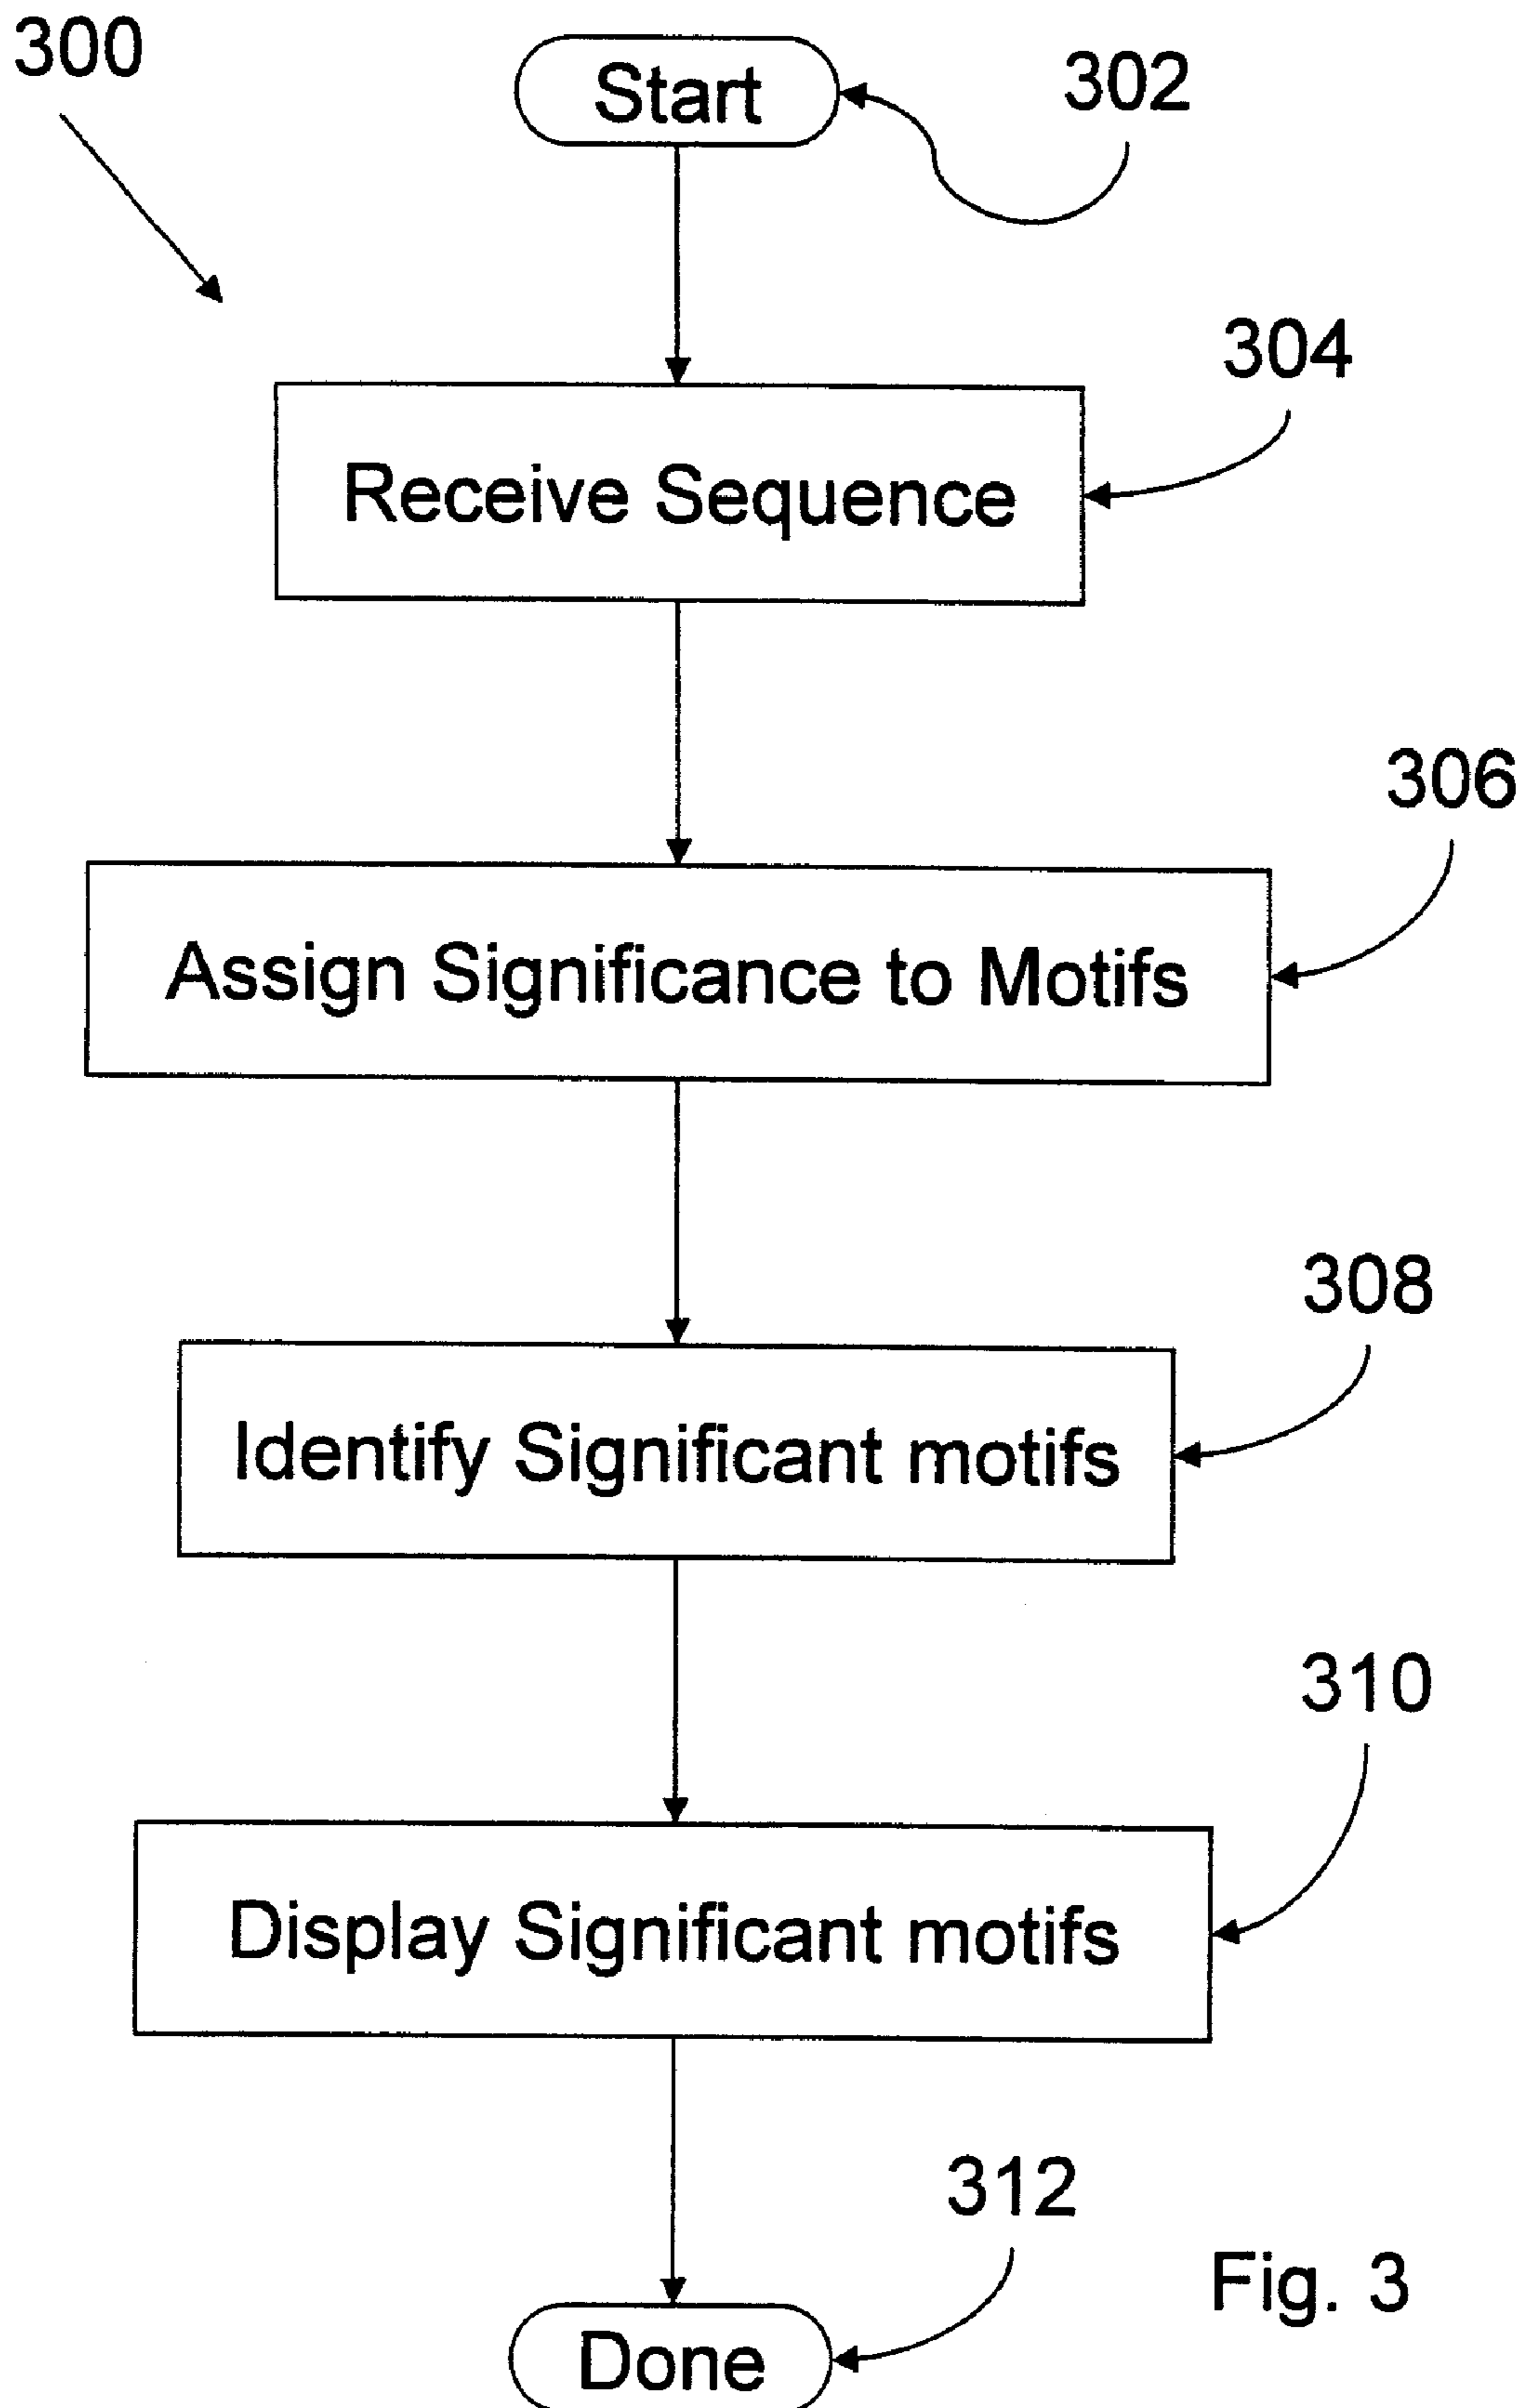 300
Start
302
304
Receive Sequence
306
Assign Significance to Motifs
308
Identify Significant motifs
310
Display Significant motifs
312
Fig. 3
Done